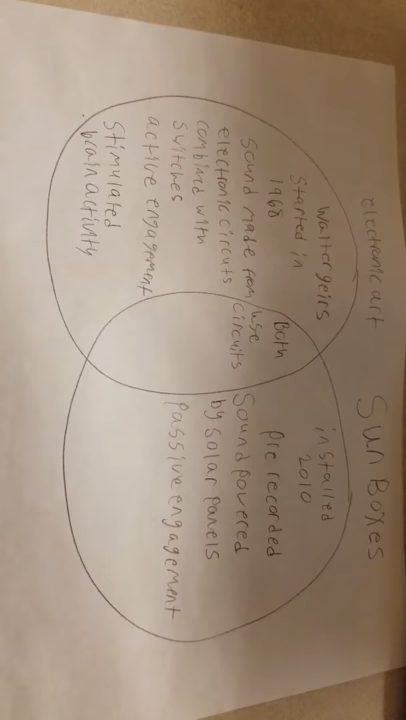 electronic art
Walter geirs
Started in
1968
Sound made from
electronic circuts
combined with
switches
active engagement
Stimulated
brain activity
Both
use
circuits
Sun Boxes
installed
2010
Pre recorded
Sound powered
by solar panels
Passive engagement